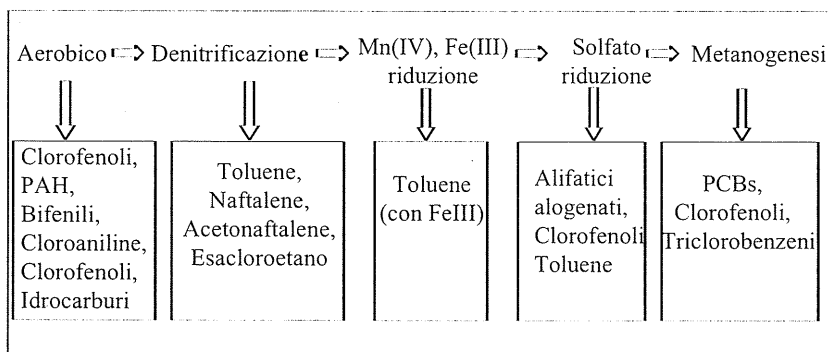 Aerobico
Denitrificazione
Mn(IV), Fe(III)
riduzione
Solfato
riduzione
Metanogenesi
Clorofenoli,
PAH,
Bifenili,
Cloroaniline,
Clorofenoli,
Idrocarburi
Toluene,
Naftalene,
Acetonaftalene,
Esacloroetano
Toluene
(con FeIII)
Alifatici
alogenati,
Clorofenoli
Toluene
PCBs,
Clorofenoli,
Triclorobenzeni